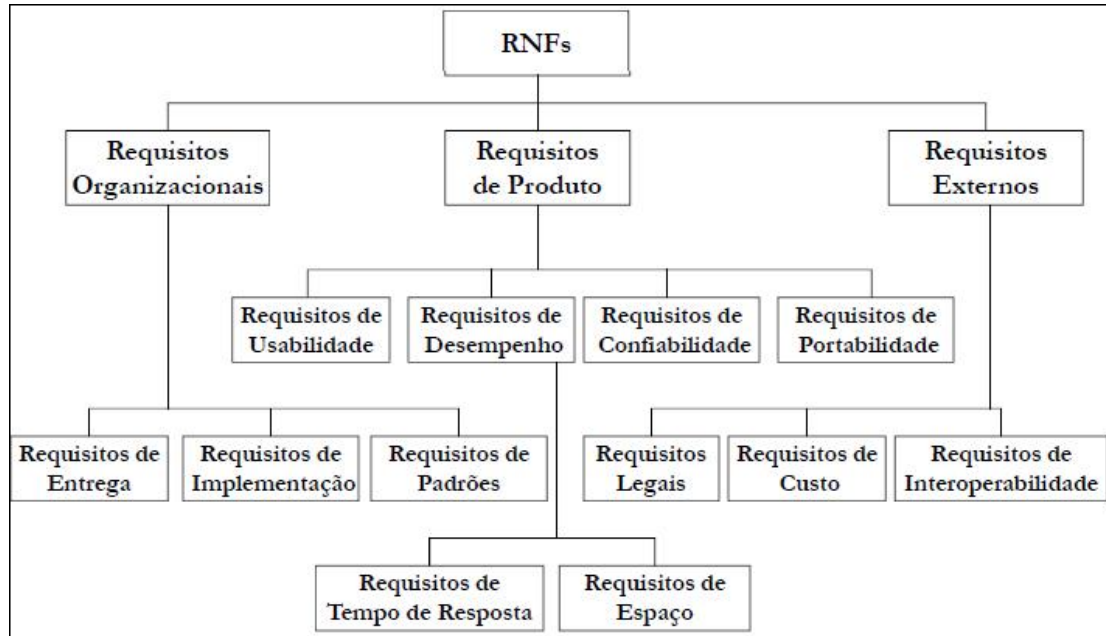 RNFs
Requisitos
Organizacionais
Requisitos
de Produto
Requisitos
Externos
Requisitos de
Usabilidade
Requisitos de
Desempenho
Requisitos de
Confiabilidade
Requisitos de
Portabilidade
Requisitos de
Entrega
Requisitos de
Implementação
Requisitos de
Padrões
Requisitos
Legais
Requisitos de
Custo
Requisitos de
Interoperabilidade
Requisitos de
Tempo de Resposta
Requisitos de
Espaço